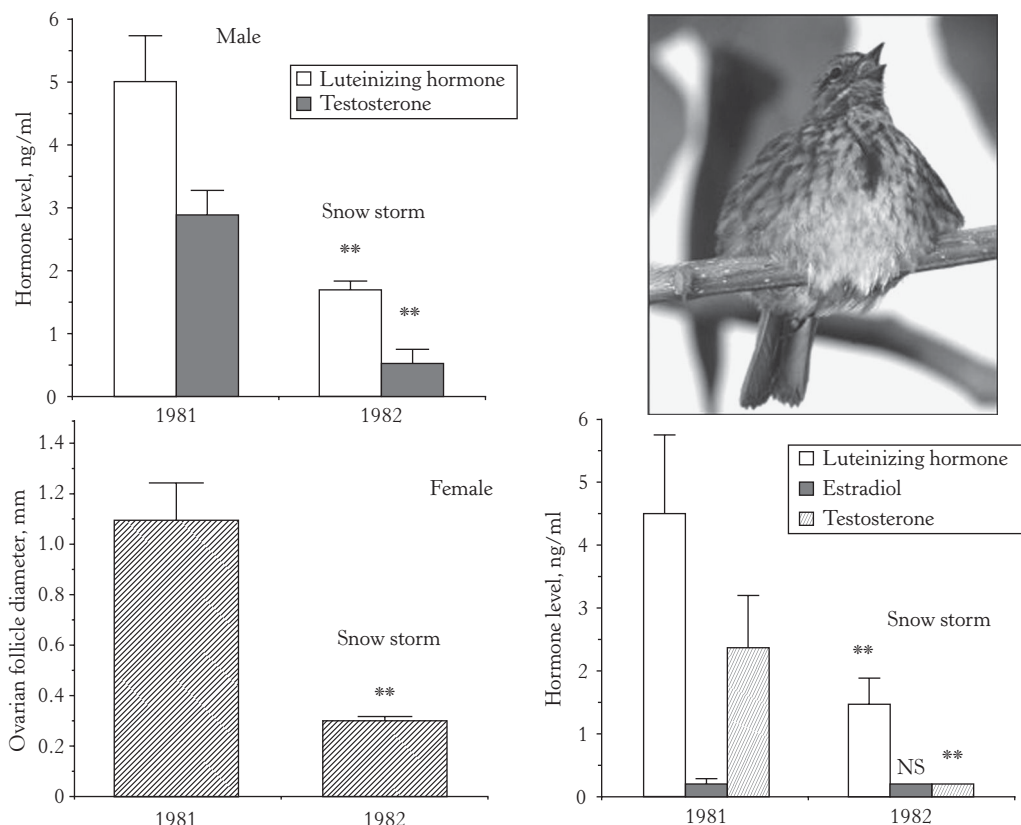 6
5
4
3
2
1
0
Hormone level, ng/ml
Male
Luteinizing hormone
Testosterone
Snow storm
**
**
1981
1982
1.4
1.2
1.0
0.8
0.6
0.4
0.2
0
Ovarian follicle diameter, mm
Female
Snow storm
**
1981
1982
6
5
4
3
2
1
0
Hormone level, ng/ml
Luteinizing hormone
Estradiol
Testosterone
Snow storm
**
NS
**
1981
1982